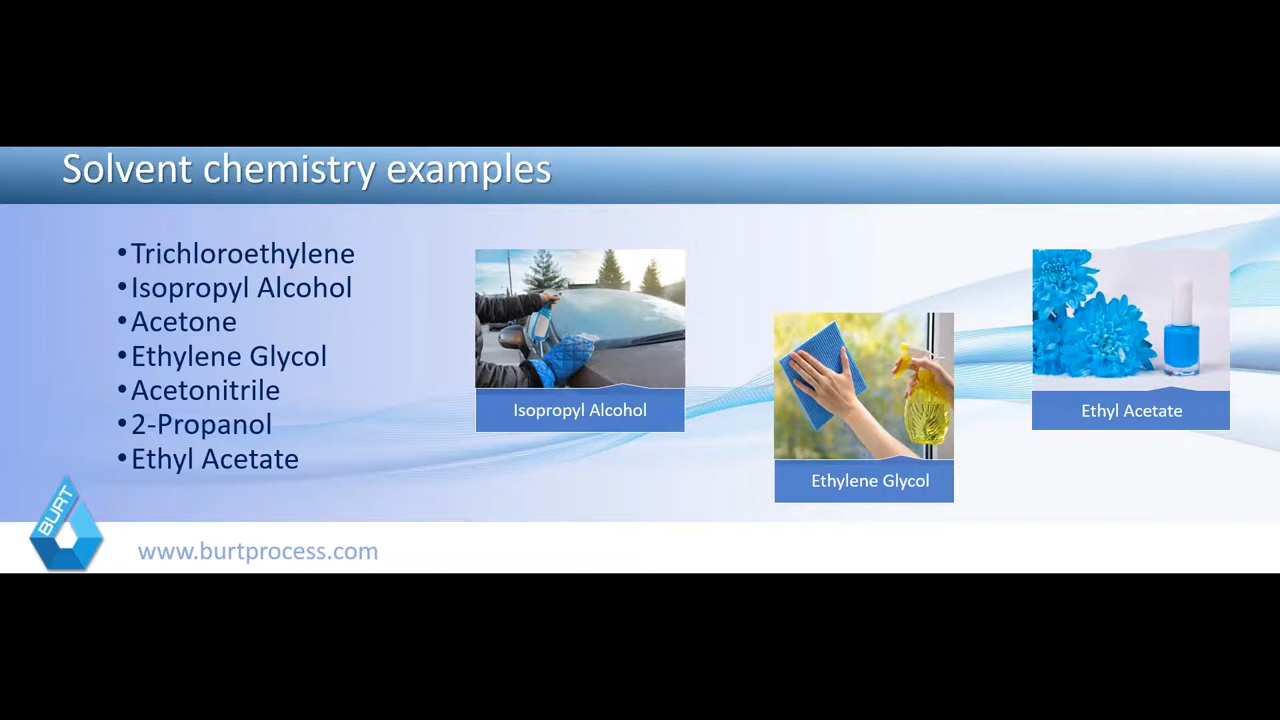 Solvent chemistry examples
•Trichloroethylene
•Isopropyl Alcohol
•Acetone
•Ethylene Glycol
•Acetonitrile
•2-Propanol
•Ethyl Acetate
Isopropyl Alcohol
Ethylene Glycol
Ethyl Acetate
BURT
www.burtprocess.com